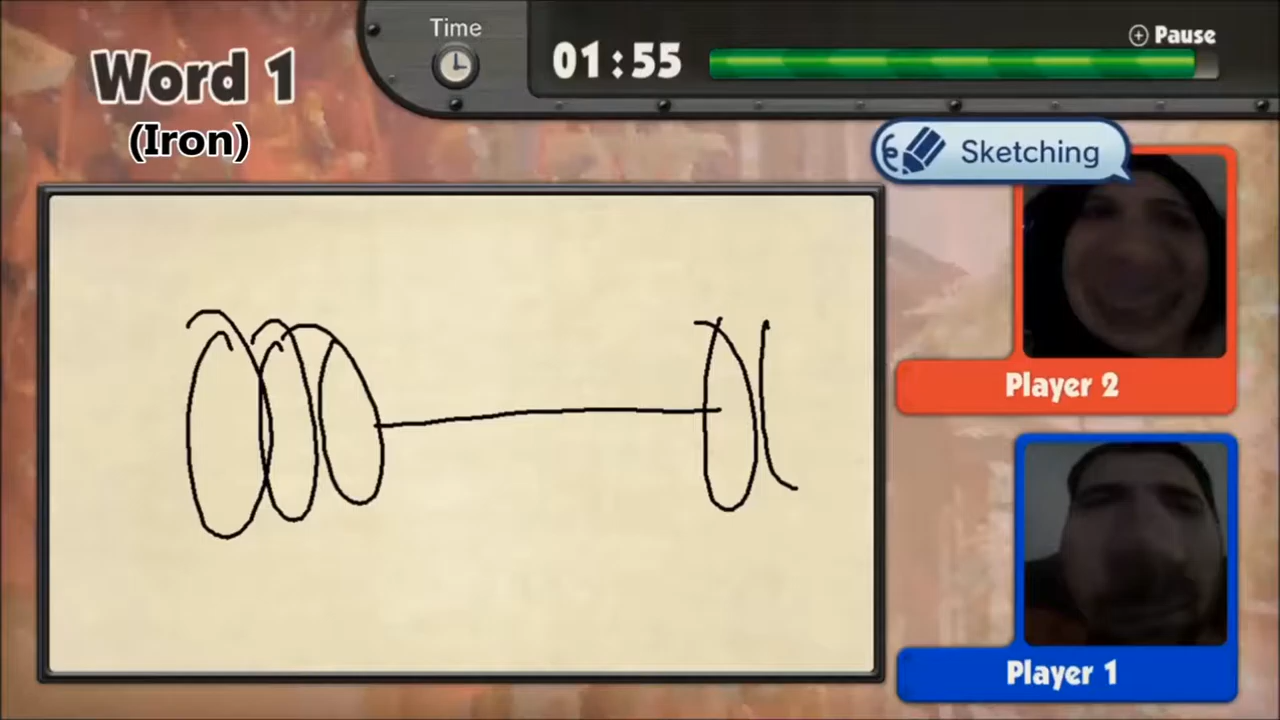 Word 1
(Iron)
Time
01:55
Pause
Sketching
Player 2
Player 1